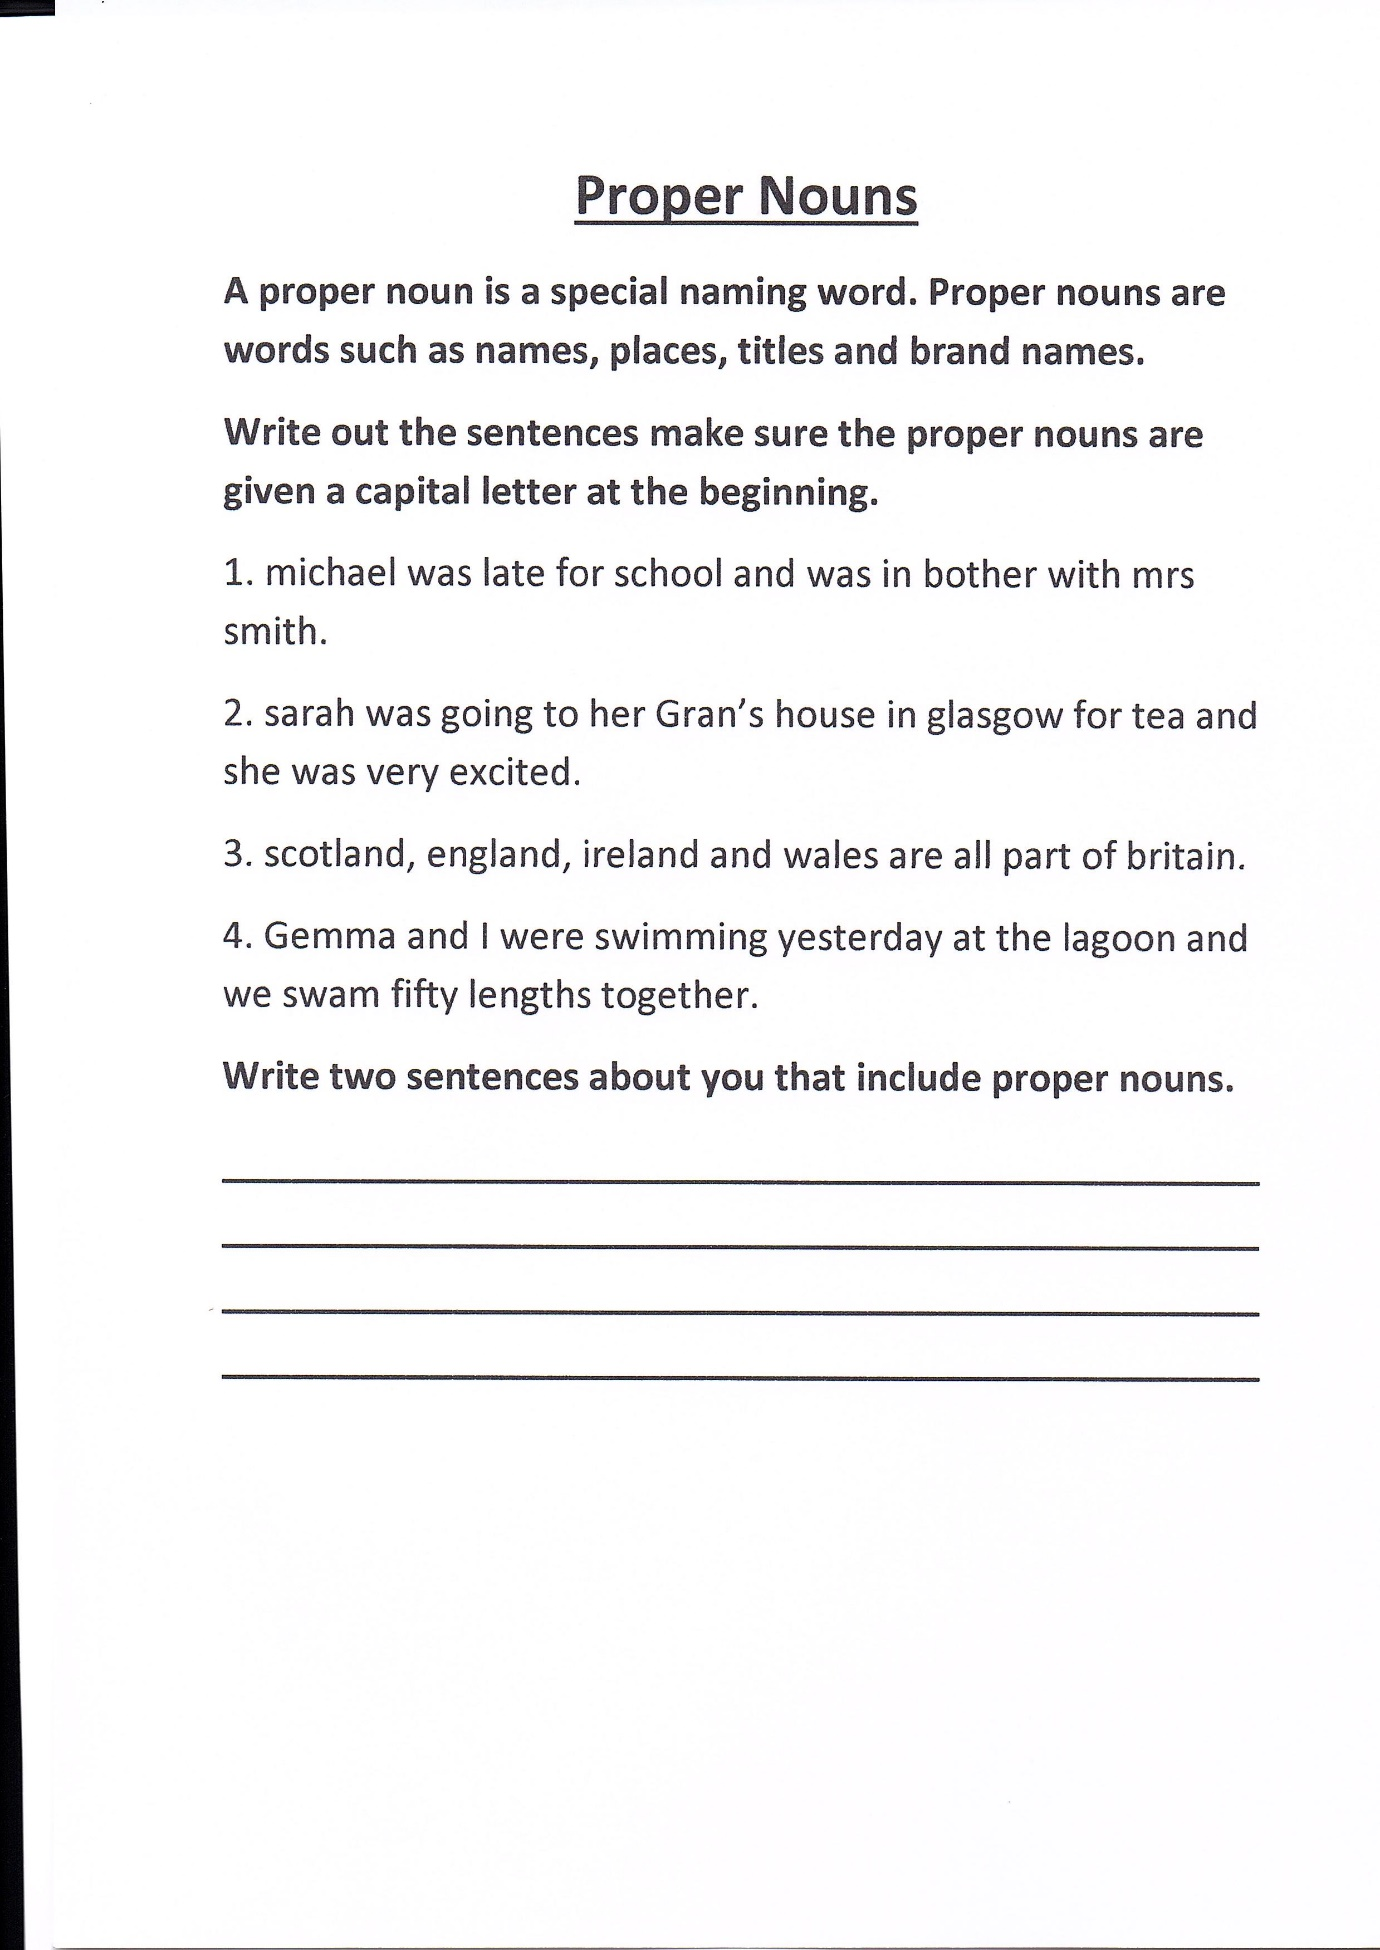 Proper Nouns
A proper noun is a special naming word. Proper nouns are
words such as names, places, titles and brand names.
Write out the sentences make sure the proper nouns are
given a capital letter at the beginning.
1. michael was late for school and was in bother with mrs
smith.
2. sarah was going to her Gran’s house in glasgow for tea and
she was very excited.
3. scotland, england, ireland and wales are all part of britain.
4. Gemma and I were swimming yesterday at the lagoon and
we swam fifty lengths together.
Write two sentences about you that include proper nouns.